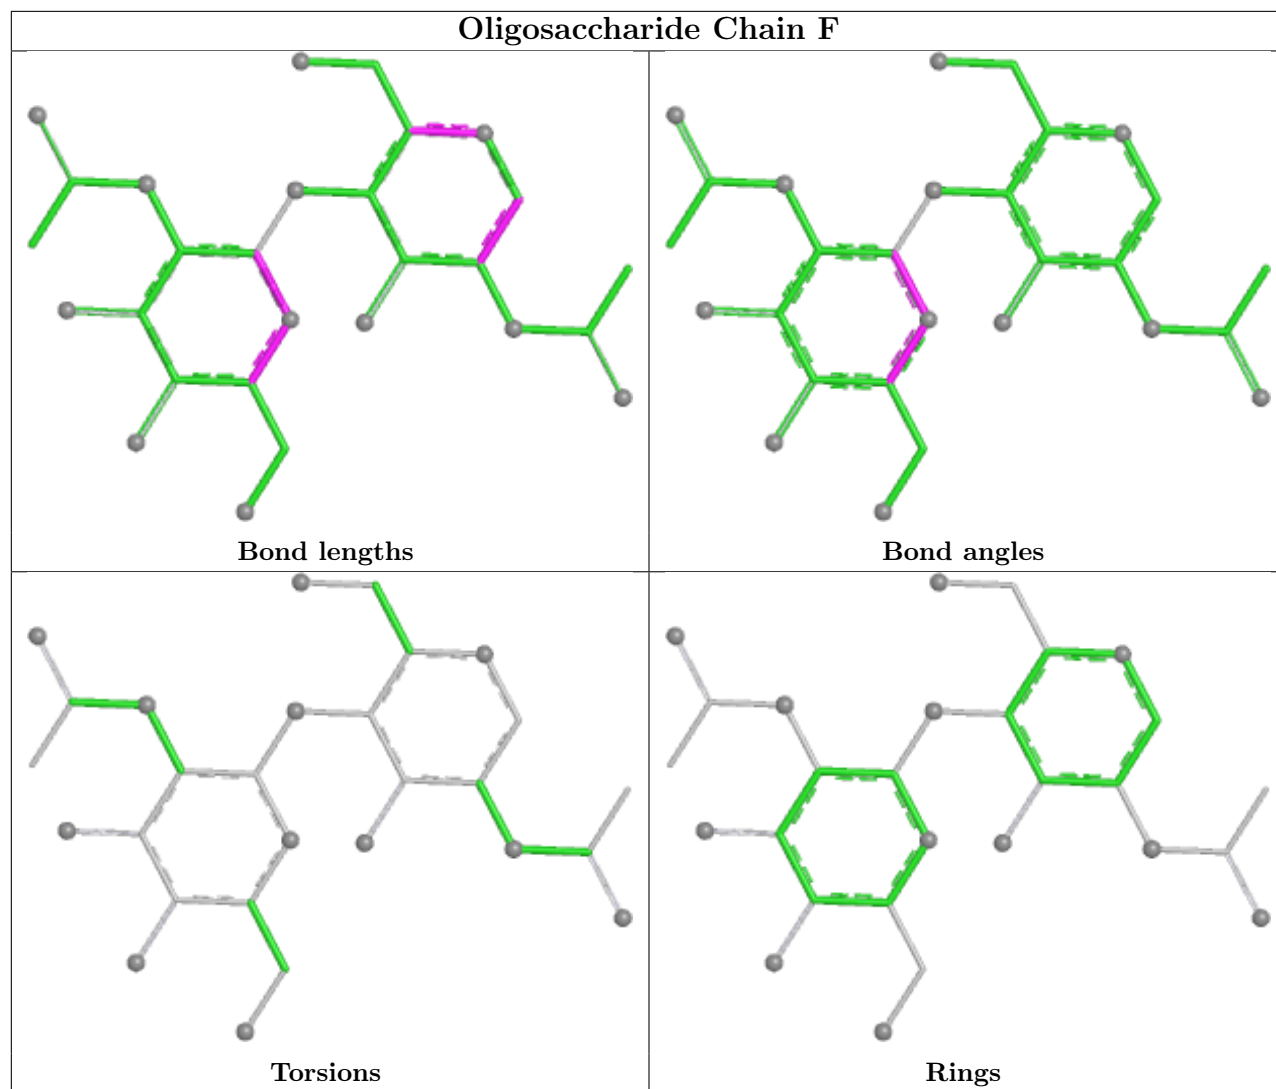 Oligosaccharide Chain F
Bond lengths
Bond angles
Torsions
Rings